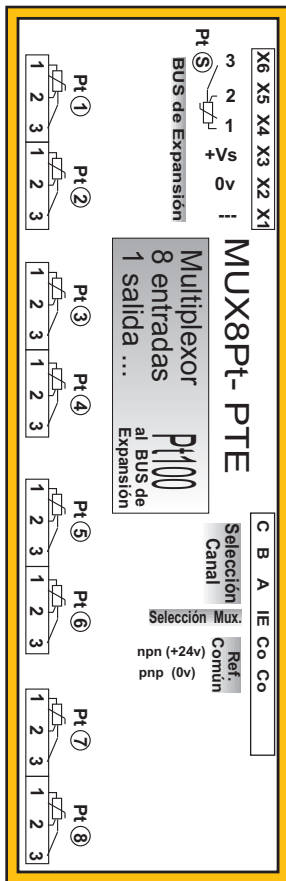 X6 X5 X4 X3 X2 X1
C B A IE Co Co
Pt S
3 2 1 +Vs 0v ---
BUS de Expansión
MUX8Pt- PTE
Multiplexor
8 entradas Pt100
1 salida ... al BUS de
Expansión
Selección
Canal
Selección Mux.
Ref.
Común
npn (+24v)
pnp (0v)
Pt 1 Pt 2 Pt 3 Pt 4 Pt 5 Pt 6 Pt 7 Pt 8
1 2 3 1 2 3 1 2 3 1 2 3 1 2 3 1 2 3 1 2 3 1 2 3